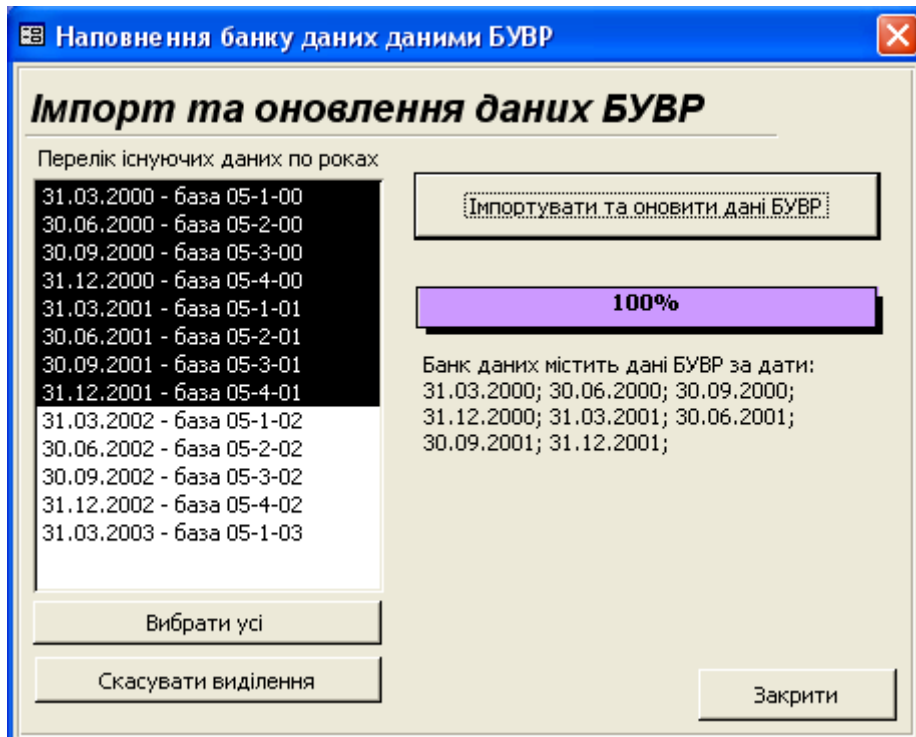 Наповнення банку даних даними БУВР
Імпорт та оновлення даних БУВР
Перелік існуючих даних по роках
31.03.2000 - база 05-1-00
30.06.2000 - база 05-2-00
30.09.2000 - база 05-3-00
31.12.2000 - база 05-4-00
31.03.2001 - база 05-1-01
30.06.2001 - база 05-2-01
30.09.2001 - база 05-3-01
31.12.2001 - база 05-4-01
31.03.2002 - база 05-1-02
30.06.2002 - база 05-2-02
30.09.2002 - база 05-3-02
31.12.2002 - база 05-4-02
31.03.2003 - база 05-1-03
Вибрати усі
Скасувати виділення
Імпортувати та оновити дані БУВР
100%
Банк даних містить дані БУВР за дати:
31.03.2000; 30.06.2000; 30.09.2000;
31.12.2000; 31.03.2001; 30.06.2001;
30.09.2001; 31.12.2001;
Закрити